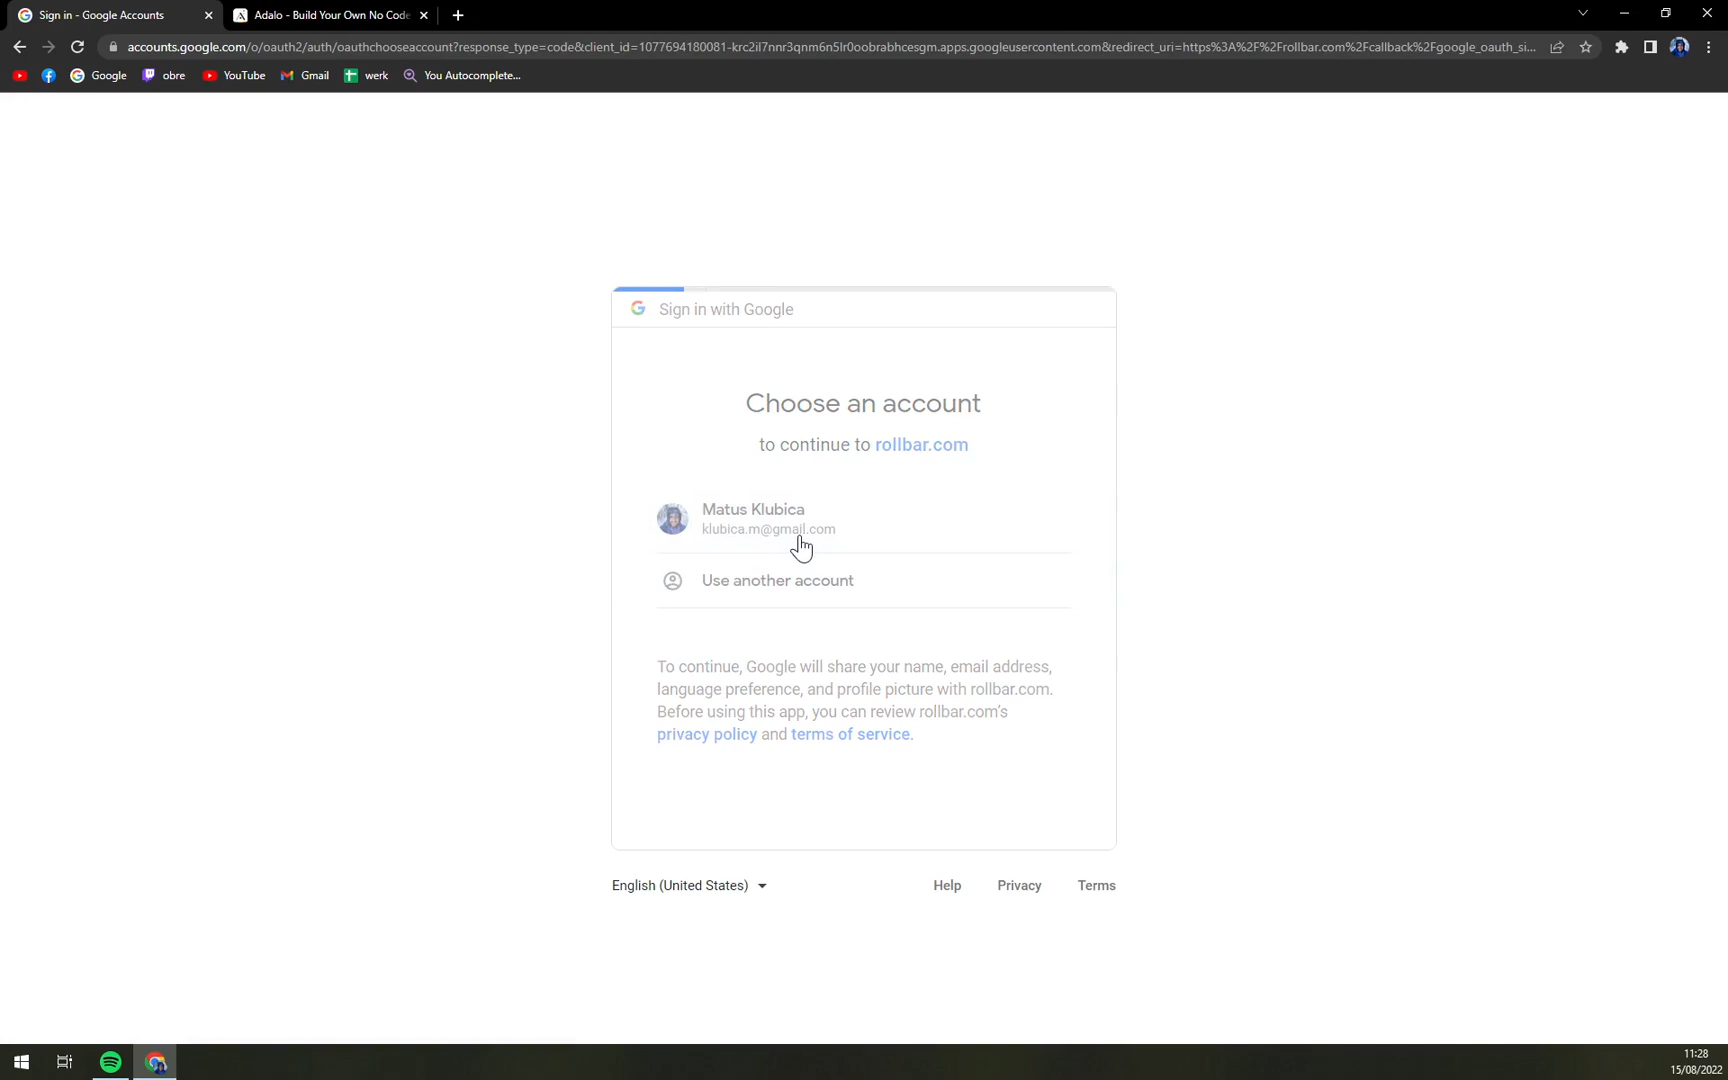 Sign in - Google Accounts
Adalo - Build Your Own No Code
accounts.google.com/o/oauth2/auth/oauthchooseaccount?response_type=code&client_id=1077694180081-krc2il7nnr3qnm6n5lr0oobrabhcesgm.apps.googleusercontent.com&redirect_uri=https%3A%2F%2Frollbar.com%2Fcallback%2Fgoogle_oauth_si...
Google
obre
YouTube
Gmail
werk
You Autocomplete...
Sign in with Google
Choose an account
to continue to rollbar.com
Matus Klubica
klubica.m@gmail.com
Use another account
To continue, Google will share your name, email address,
language preference, and profile picture with rollbar.com.
Before using this app, you can review rollbar.com's
privacy policy and terms of service.
English (United States)
Help
Privacy
Terms
11:28
15/08/2022